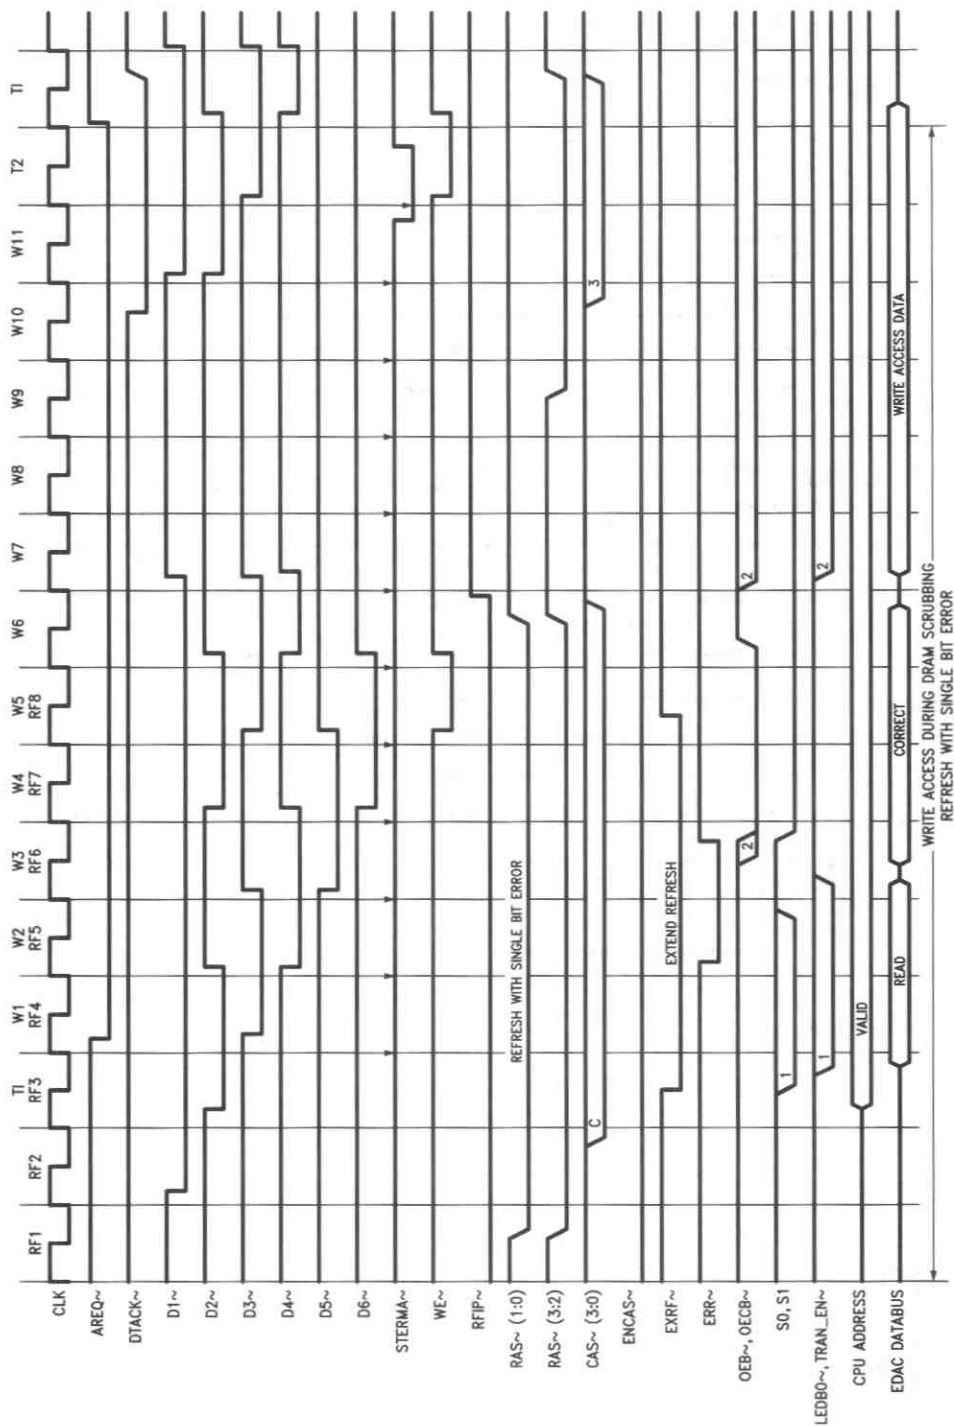 RF1 RF2 TI W1 W2 W3 W4 W5 W6 W7 W8 W9 W10 W11 T2 TI
RF3 RF4 RF5 RF6 RF7 RF8
CLK
AREQ~
DTACK~
D1~
D2~
D3~
D4~
D5~
D6~
STERMA~
WE~
RFIP~
RAS~ (1:0) REFRESH WITH SINGLE BIT ERROR
RAS~ (3:2)
CAS~ (3:0) C 3
ENCAS~
EXRF~ EXTEND REFRESH
ERR~
OEB~, OECB~ 2 2
S0, S1 1
LEDBO~, TRAN_EN~ 1 2
CPU ADDRESS VALID
EDAC DATABUS READ CORRECT WRITE ACCESS DATA
WRITE ACCESS DURING DRAM SCRUBBING
REFRESH WITH SINGLE BIT ERROR